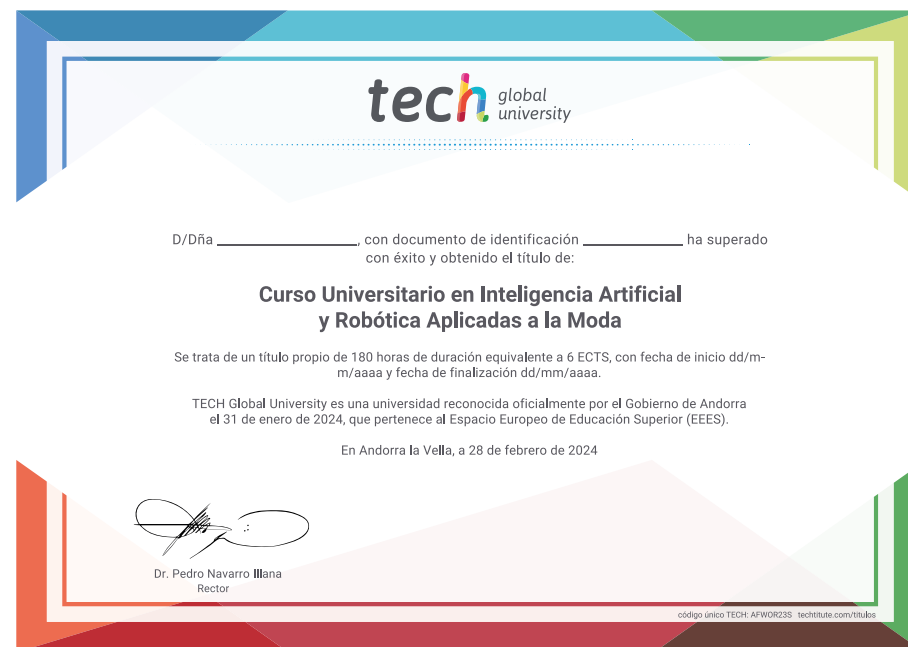 tech global university
D/Dña ____________, con documento de identificación ____________ ha superado
con éxito y obtenido el título de:
Curso Universitario en Inteligencia Artificial
y Robótica Aplicadas a la Moda
Se trata de un título propio de 180 horas de duración equivalente a 6 ECTS, con fecha de inicio dd/m-
m/aaaa y fecha de finalización dd/mm/aaaa.
TECH Global University es una universidad reconocida oficialmente por el Gobierno de Andorra
el 31 de enero de 2024, que pertenece al Espacio Europeo de Educación Superior (EEES).
En Andorra la Vella, a 28 de febrero de 2024
Dr. Pedro Navarro Illana
Rector
código único TECH: AFWOR23S techtitute.com/titulos